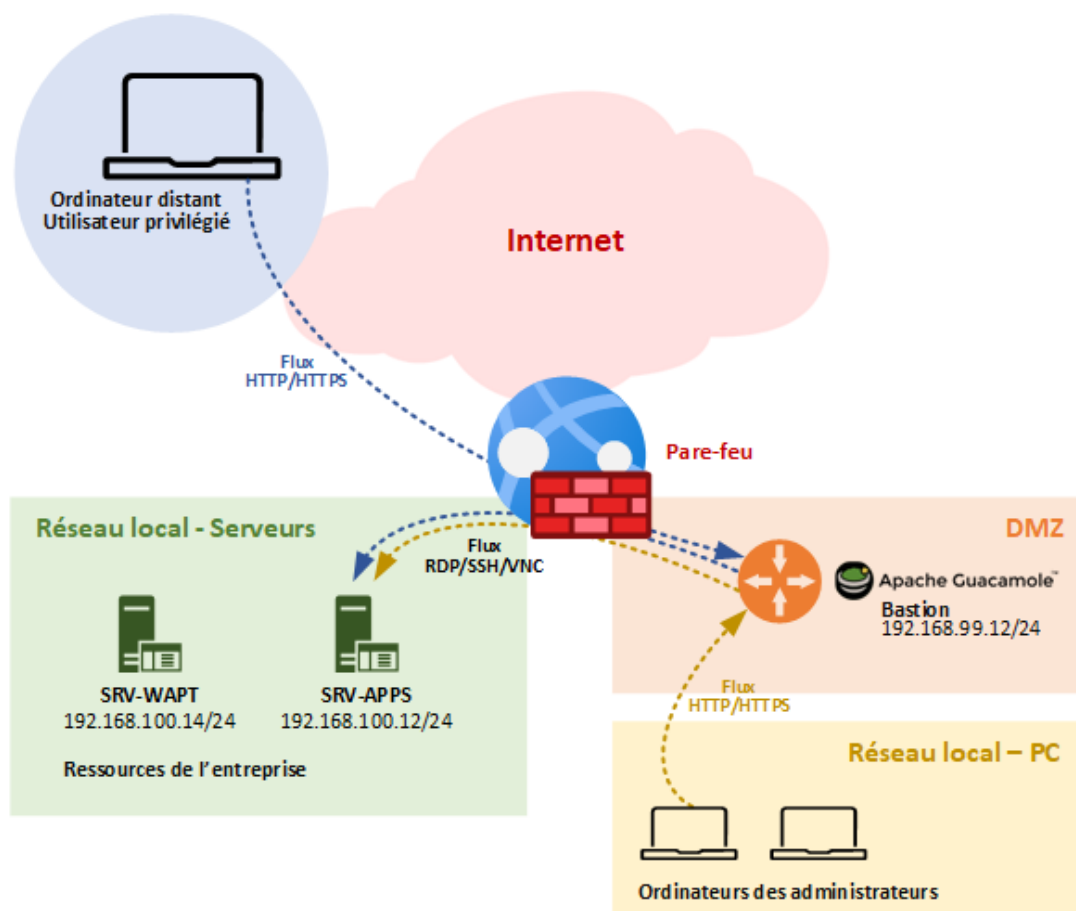 Ordinateur distant
Utilisateur privilégié
Internet
Flux
HTTP/HTTPS
Pare-feu
Réseau local - Serveurs
Flux
RDP/SSH/VNC
DMZ
Apache Guacamole™
Bastion
192.168.99.12/24
SRV-WAPT
192.168.100.14/24
SRV-APPS
192.168.100.12/24
Ressources de l'entreprise
Flux
HTTP/HTTPS
Réseau local – PC
Ordinateurs des administrateurs